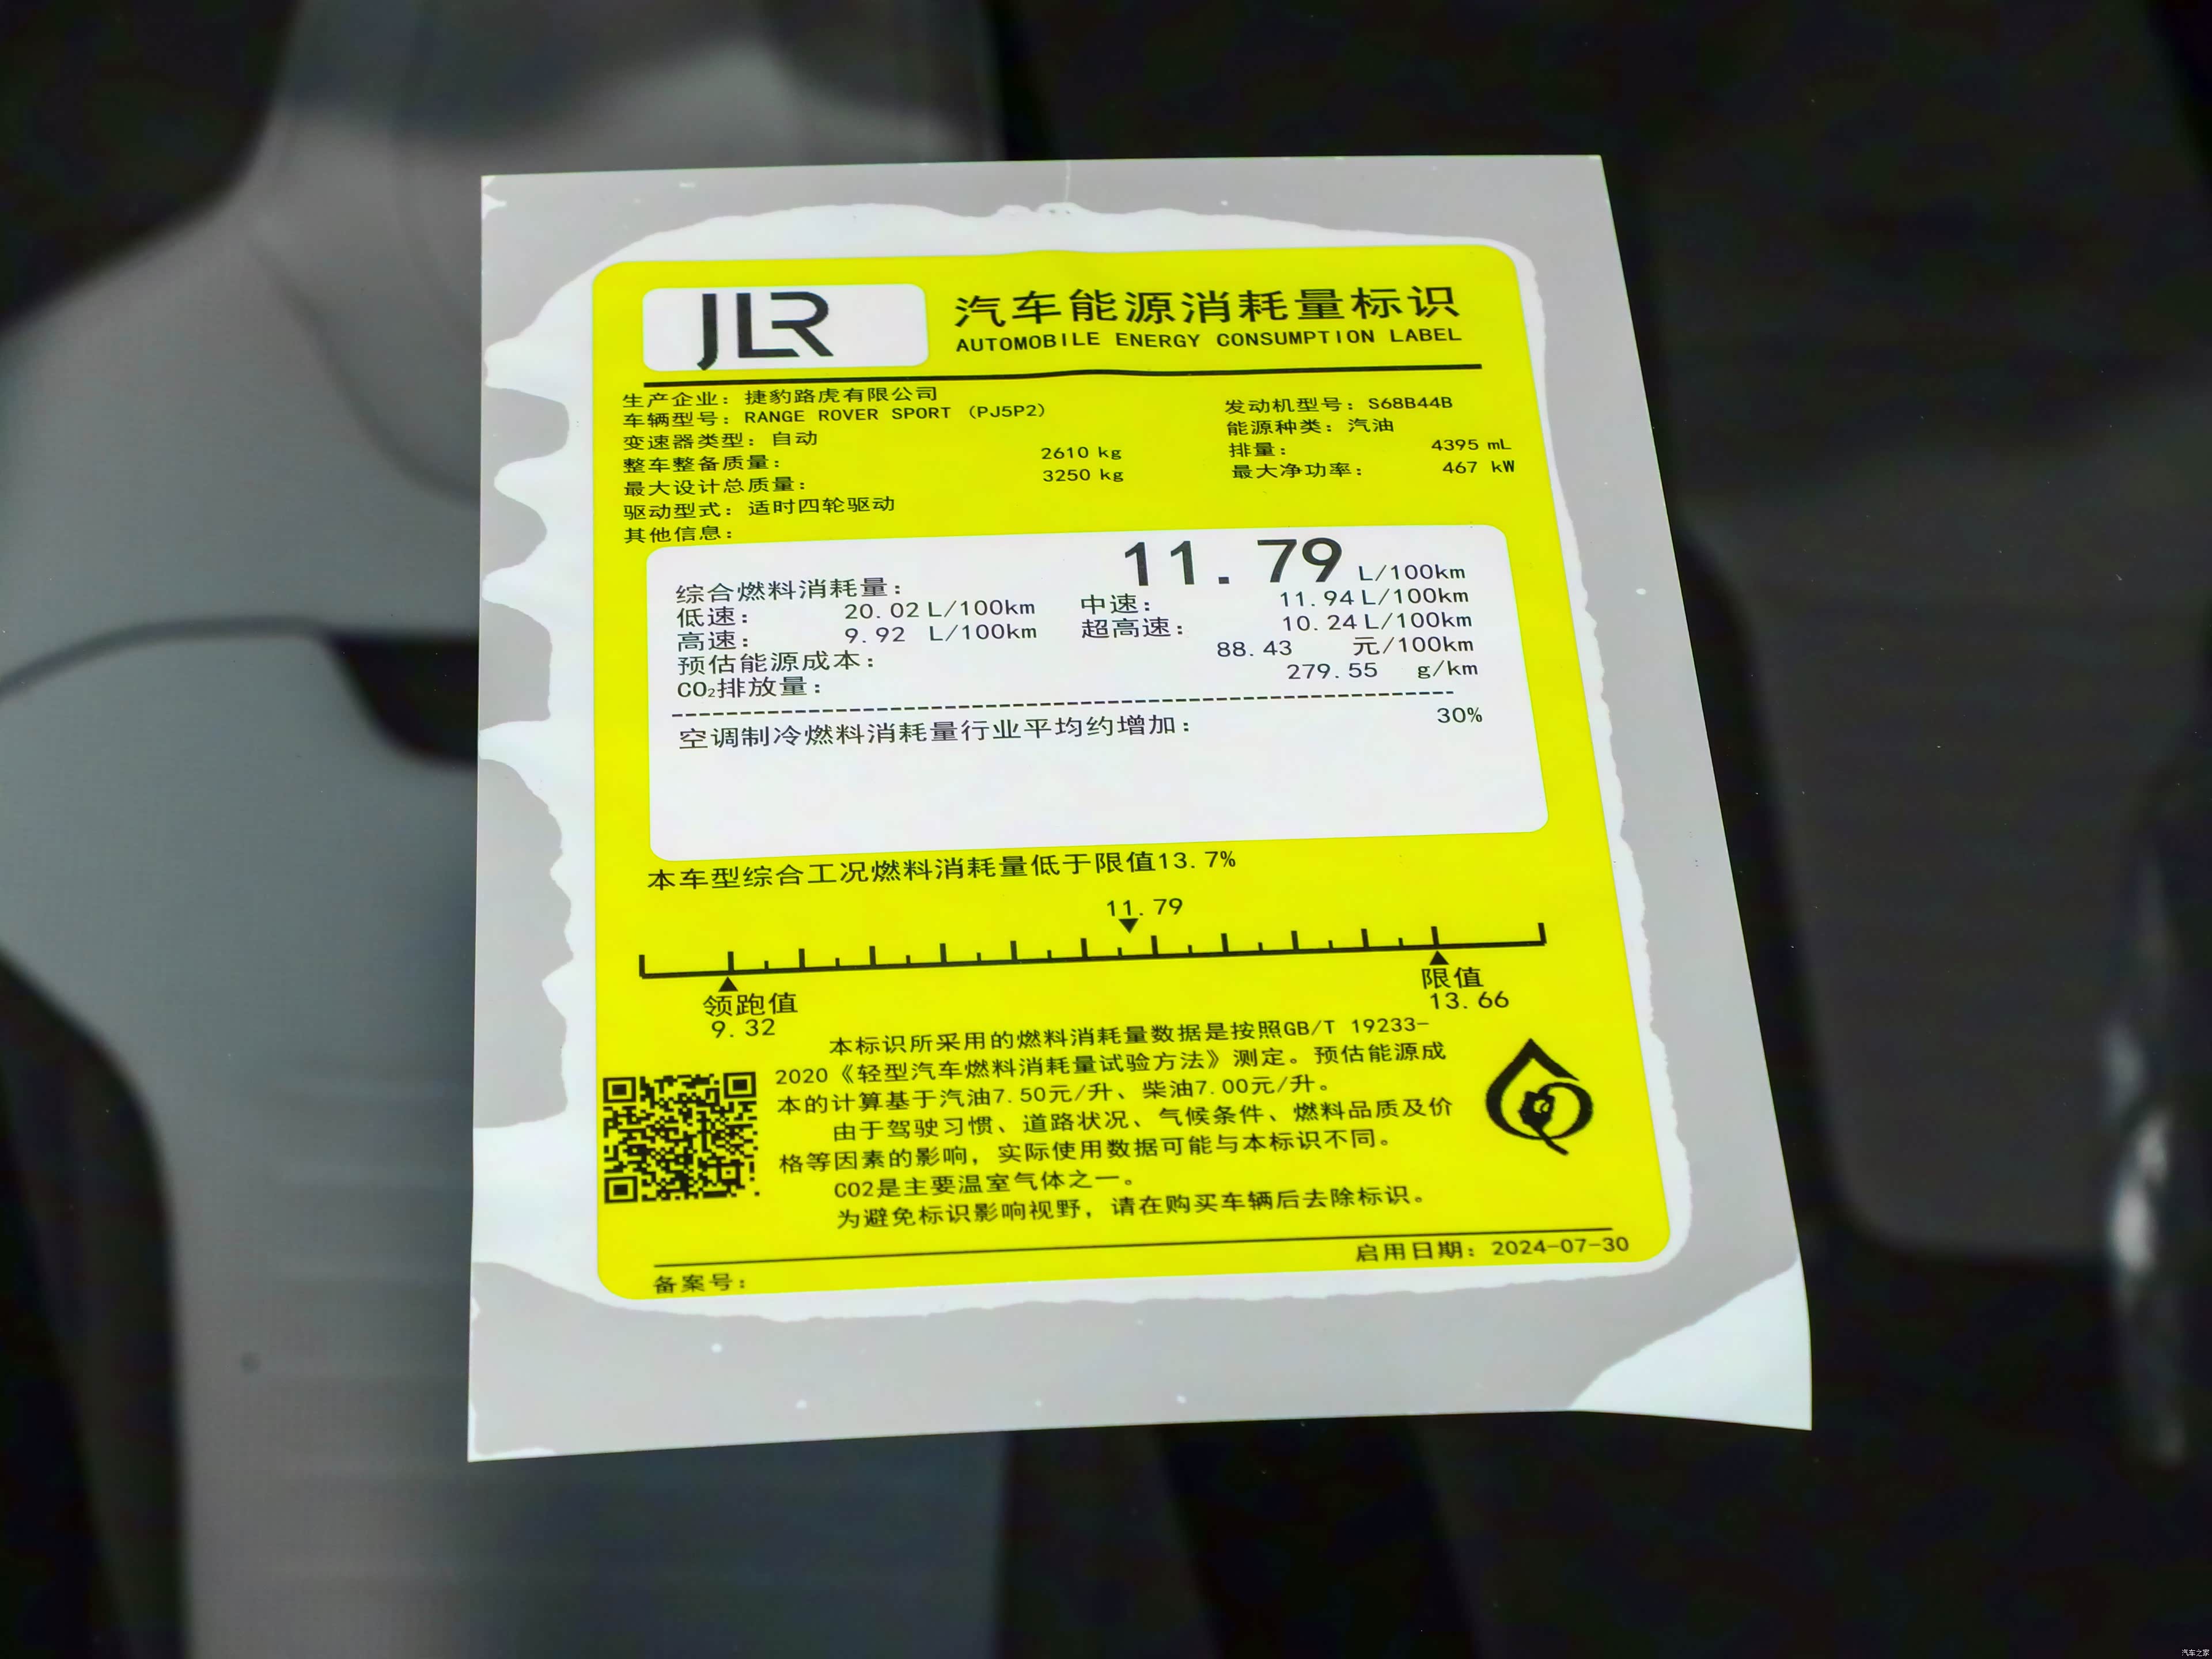 JLR
汽车能源消耗量标识
AUTOMOBILE ENERGY CONSUMPTION LABEL
生产企业：捷豹路虎有限公司
车辆型号：RANGE ROVER SPORT (PJ5P2) 发动机型号：S68B44B
变速器类型：自动 能源种类：汽油
整车整备质量： 2610 kg 排量： 4395 mL
最大设计总质量： 3250 kg 最大净功率： 467 kW
驱动型式：适时四轮驱动
其他信息：
综合燃料消耗量： 11.79 L/100km
低速： 20.02 L/100km 中速： 11.94 L/100km
高速： 9.92 L/100km 超高速： 10.24 L/100km
预估能源成本： 88.43 元/100km
CO₂排放量： 279.55 g/km
空调制冷燃料消耗量行业平均约增加： 30%
本车型综合工况燃料消耗量低于限值13.7%
11.79
领跑值 限值
9.32 13.66
本标识所采用的燃料消耗量数据是按照GB/T 19233-
2020《轻型汽车燃料消耗量试验方法》测定。预估能源成
本的计算基于汽油7.50元/升、柴油7.00元/升。
由于驾驶习惯、道路状况、气候条件、燃料品质及价
格等因素的影响，实际使用数据可能与本标识不同。
CO2是主要温室气体之一。
为避免标识影响视野，请在购买车辆后去除标识。
备案号： 启用日期：2024-07-30
汽车之家